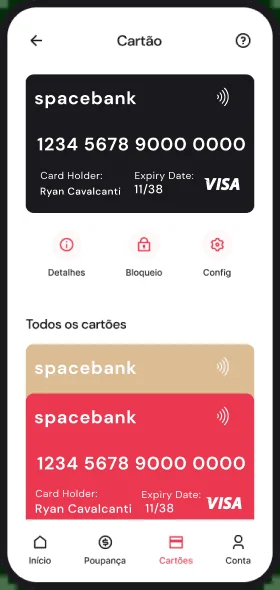 Cartão
spacebank
1234 5678 9000 0000
Card Holder: Expiry Date:
Ryan Cavalcanti 11/38 VISA
Detalhes Bloqueio Config
Todos os cartões
spacebank
spacebank
1234 5678 9000 0000
Card Holder: Expiry Date:
Ryan Cavalcanti 11/38 VISA
Início Poupança Cartões Conta